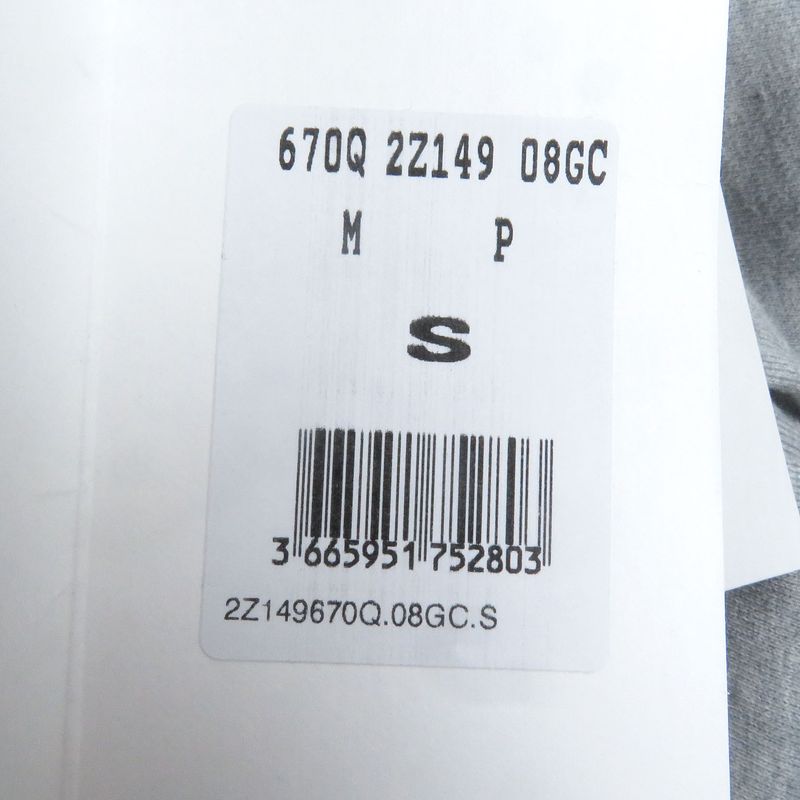 670Q 2Z149 08GC
M P
S
3 665951 752803
2Z149670Q.08GC.S